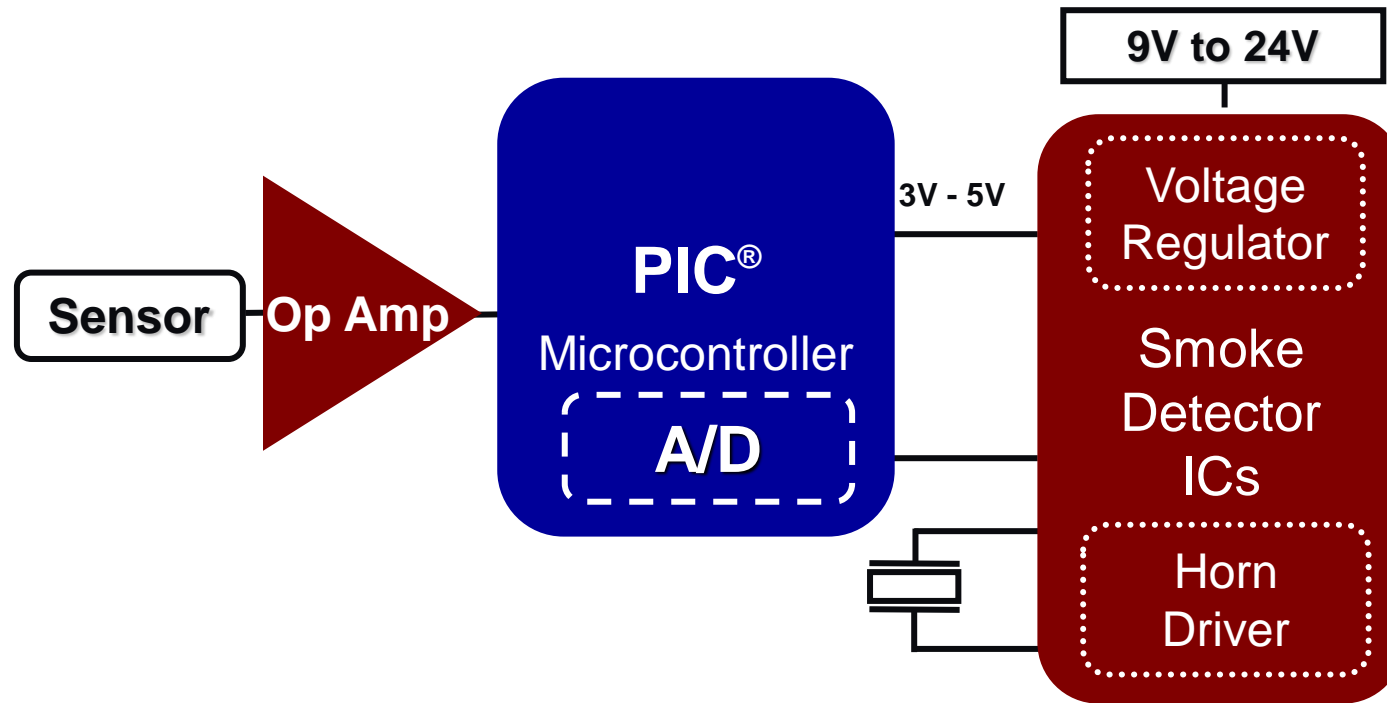 9V to 24V
Voltage
Regulator
3V - 5V
PIC®
Sensor
Op Amp
Microcontroller
A/D
Smoke
Detector
ICs
Horn
Driver